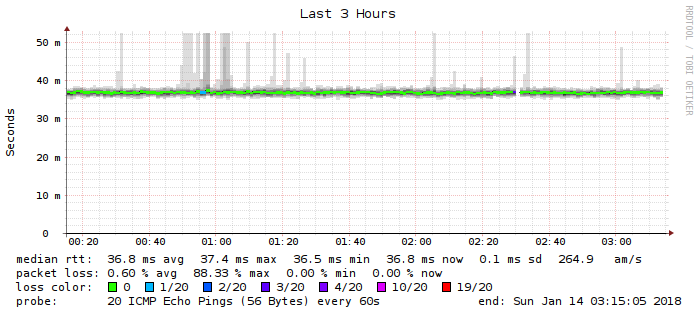 Last 3 Hours
RRDTOOL / TOBI OETIKER
Seconds
50 m
40 m
30 m
20 m
10 m
0
00:20 00:40 01:00 01:20 01:40 02:00 02:20 02:40 03:00
median rtt: 36.8 ms avg 37.4 ms max 36.5 ms min 36.8 ms now 0.1 ms sd 264.9 am/s
packet loss: 0.60 % avg 88.33 % max 0.00 % min 0.00 % now
loss color: 0 1/20 2/20 3/20 4/20 10/20 19/20
probe: 20 ICMP Echo Pings (56 Bytes) every 60s end: Sun Jan 14 03:15:05 2018